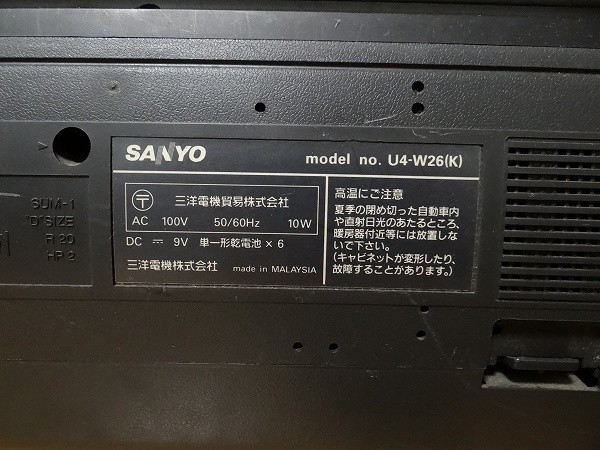 SANYO
model no. U4-W26(K)
〒 三洋電機貿易株式会社
AC 100V 50/60Hz 10W
DC ⎓ 9V 単一形乾電池 × 6
三洋電機株式会社 made in MALAYSIA
高温にご注意
夏季の閉め切った自動車内
や直射日光のあたるところ、
暖房器付近等には放置しな
いで下さい。
(キャビネットが変形したり、
故障することがあります。)
SUM-1
"D"SIZE
R 20
HP 2